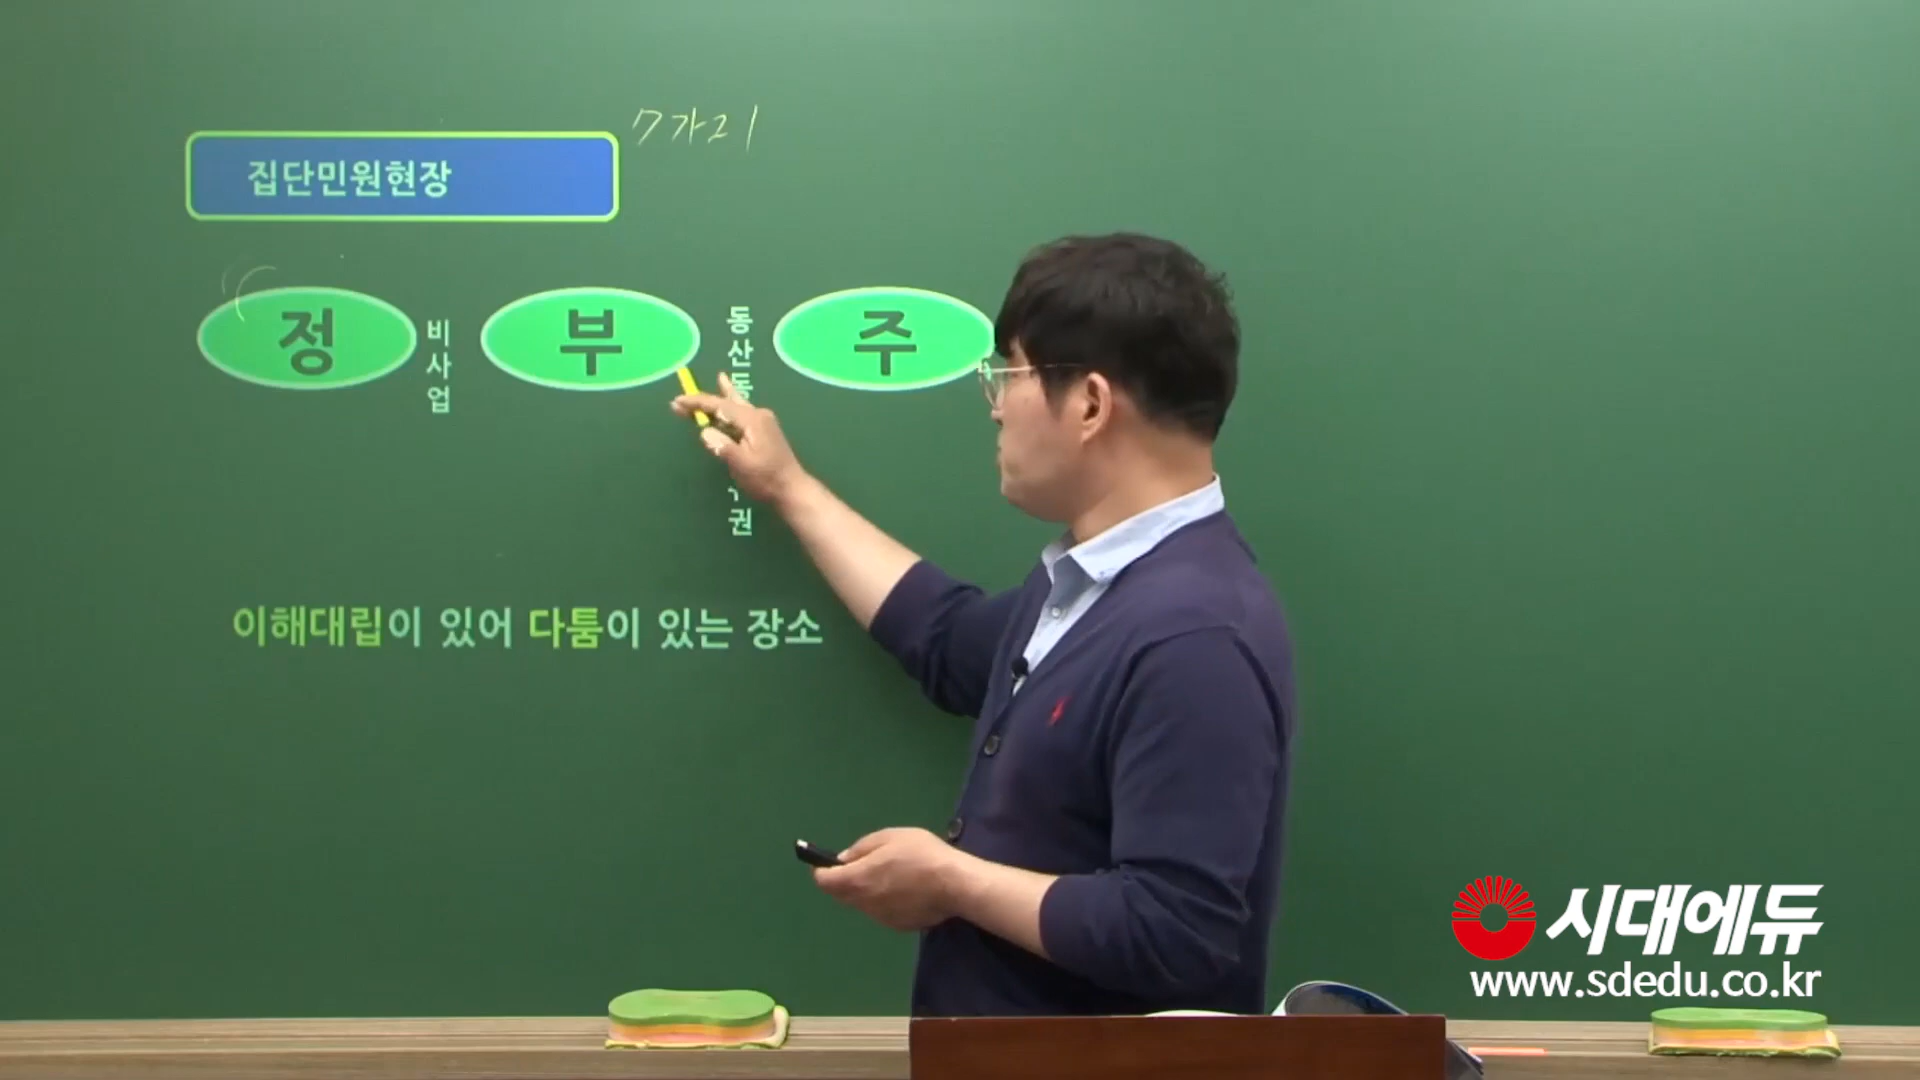 7가지
집단민원현장
정
비사업
부
동산동
권
주
이해대립이 있어 다툼이 있는 장소
시대에듀
www.sdedu.co.kr